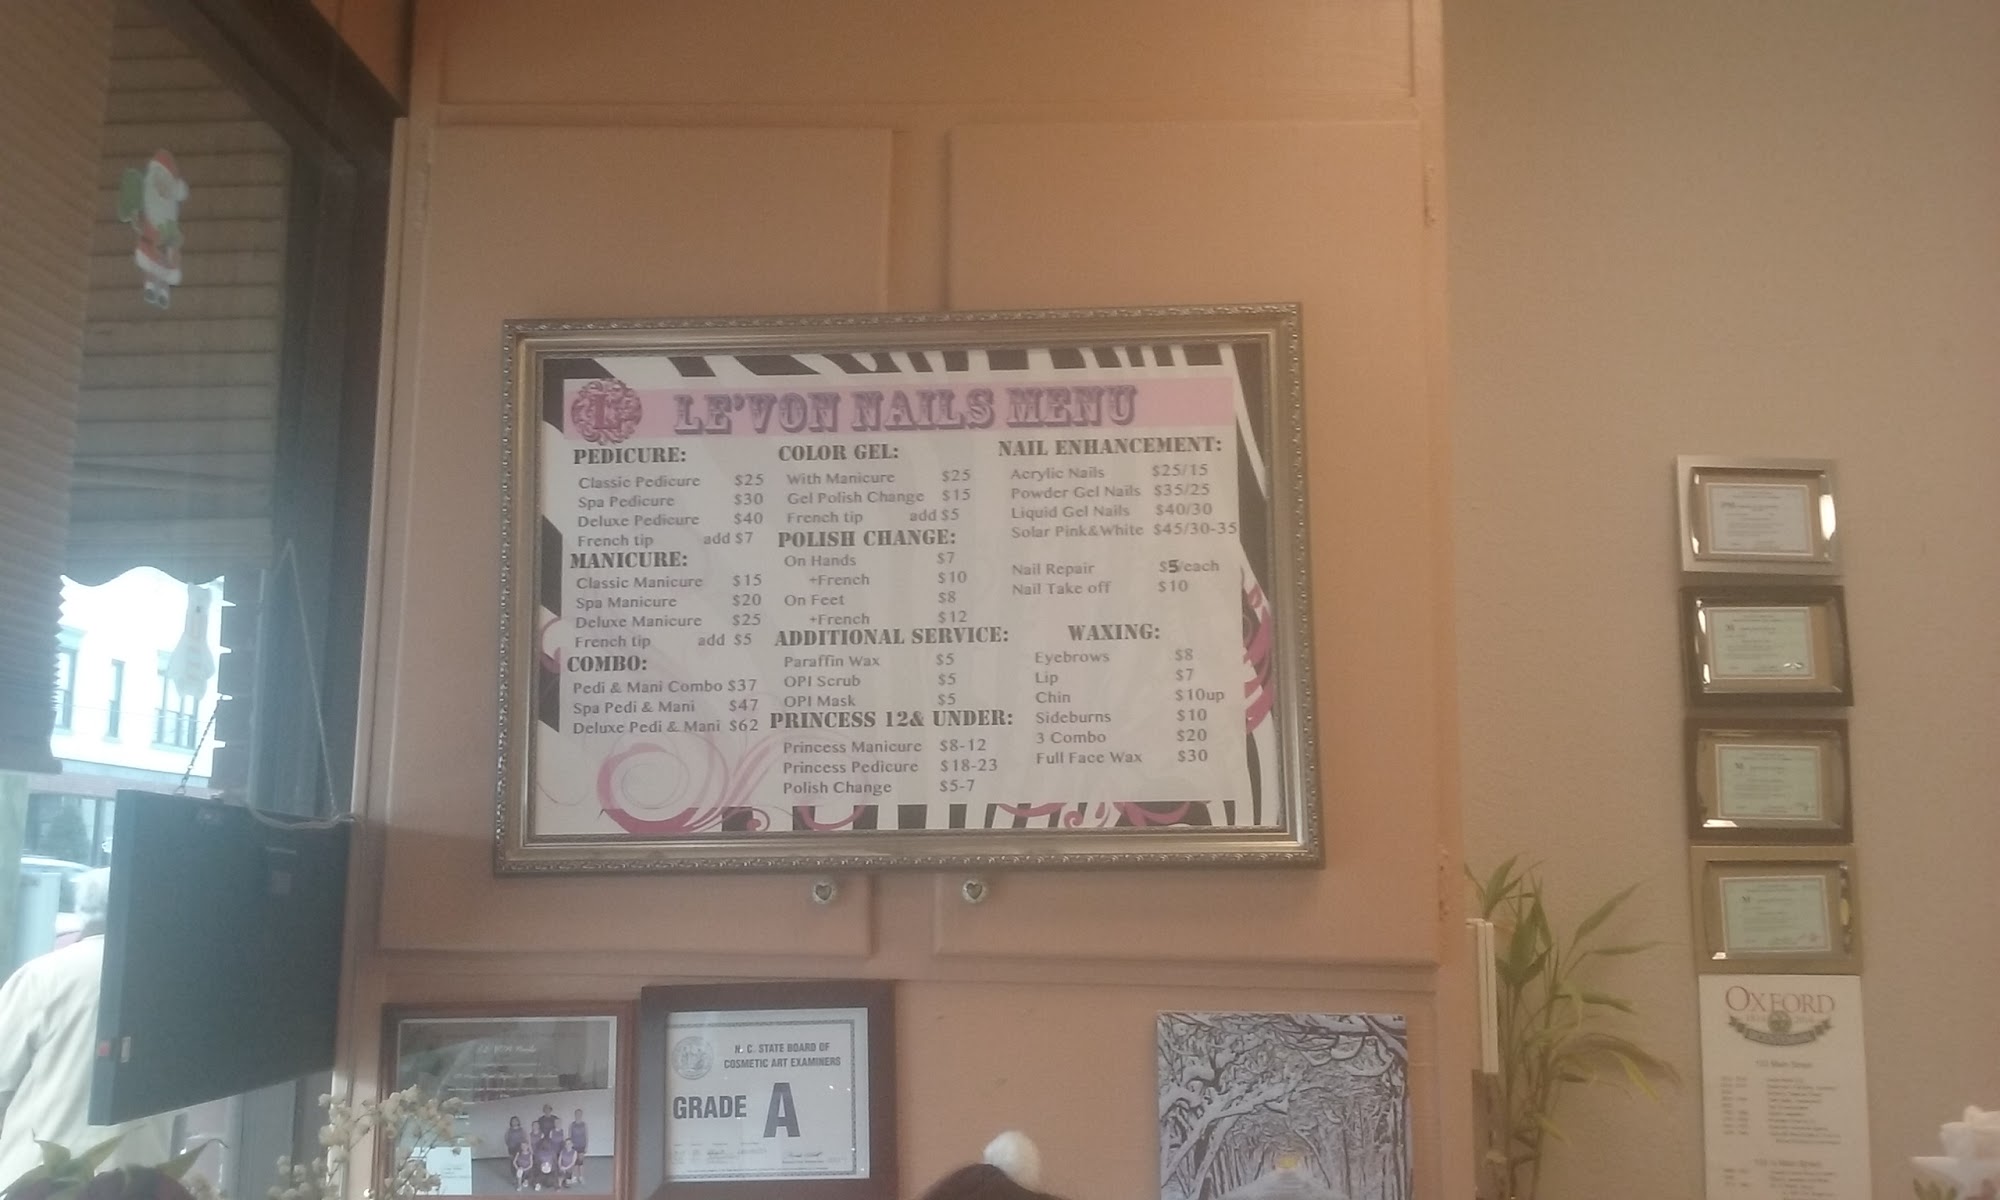 LE'VON NAILS MENU
PEDICURE:
Classic Pedicure $25
Spa Pedicure $30
Deluxe Pedicure $40
French tip add $7
MANICURE:
Classic Manicure $15
Spa Manicure $20
Deluxe Manicure $25
French tip add $5
COMBO:
Pedi & Mani Combo $37
Spa Pedi & Mani $47
Deluxe Pedi & Mani $62
COLOR GEL:
With Manicure $25
Gel Polish Change $15
French tip add $5
POLISH CHANGE:
On Hands $7
+French $10
On Feet $8
+French $12
ADDITIONAL SERVICE:
Paraffin Wax $5
OPI Scrub $5
OPI Mask $5
PRINCESS 12& UNDER:
Princess Manicure $8-12
Princess Pedicure $18-23
Polish Change $5-7
NAIL ENHANCEMENT:
Acrylic Nails $25/15
Powder Gel Nails $35/25
Liquid Gel Nails $40/30
Solar Pink&White $45/30-35
Nail Repair $5/each
Nail Take off $10
WAXING:
Eyebrows $8
Lip $7
Chin $10up
Sideburns $10
3 Combo $20
Full Face Wax $30
N. C. STATE BOARD OF
COSMETIC ART EXAMINERS
GRADE A
OXFORD